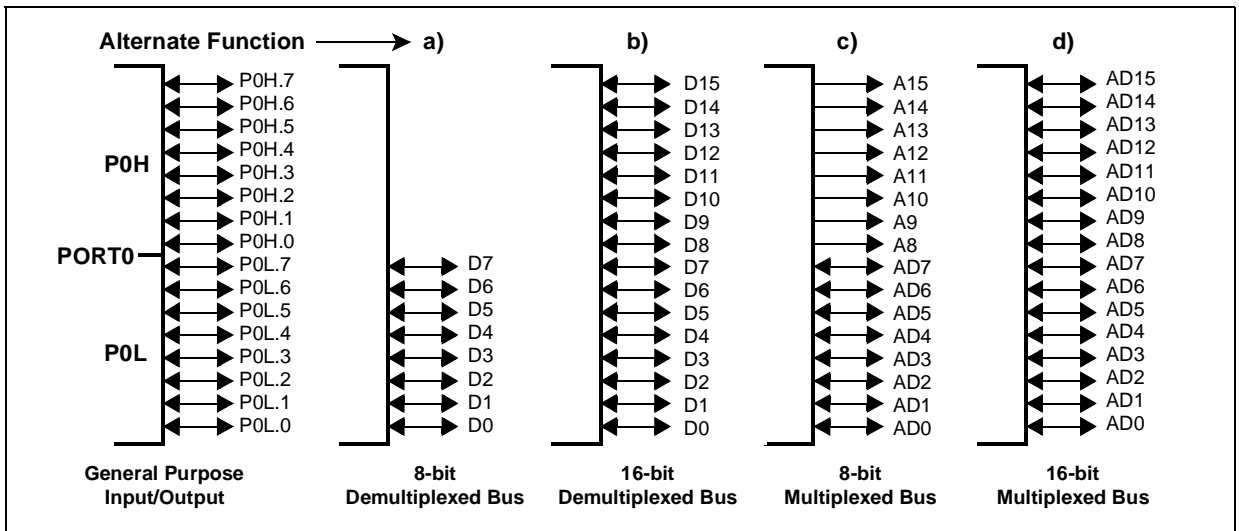 Alternate Function a) b) c) d)
P0H.7 D15 A15 AD15
P0H.6 D14 A14 AD14
P0H.5 D13 A13 AD13
P0H.4 D12 A12 AD12
P0H
P0H.3 D11 A11 AD11
P0H.2 D10 A10 AD10
P0H.1 D9 A9 AD9
P0H.0 D8 A8 AD8
PORT0
P0L.7 D7 D7 AD7 AD7
P0L.6 D6 D6 AD6 AD6
P0L.5 D5 D5 AD5 AD5
P0L.4 D4 D4 AD4 AD4
P0L
P0L.3 D3 D3 AD3 AD3
P0L.2 D2 D2 AD2 AD2
P0L.1 D1 D1 AD1 AD1
P0L.0 D0 D0 AD0 AD0
General Purpose 8-bit 16-bit 8-bit 16-bit
Input/Output Demultiplexed Bus Demultiplexed Bus Multiplexed Bus Multiplexed Bus